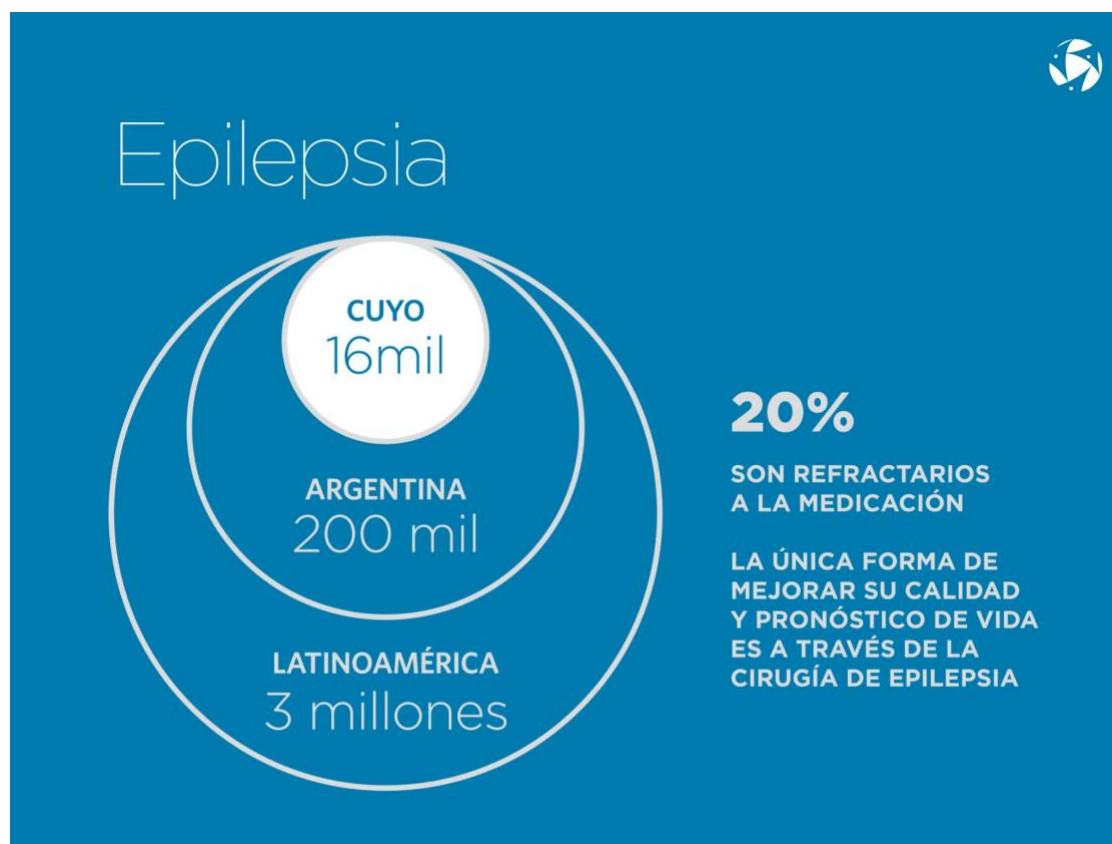 Epilepsia
CUYO
16mil
ARGENTINA
200 mil
LATINOAMÉRICA
3 millones
20%
SON REFRACTARIOS
A LA MEDICACIÓN
LA ÚNICA FORMA DE
MEJORAR SU CALIDAD
Y PRONÓSTICO DE VIDA
ES A TRAVÉS DE LA
CIRUGÍA DE EPILEPSIA